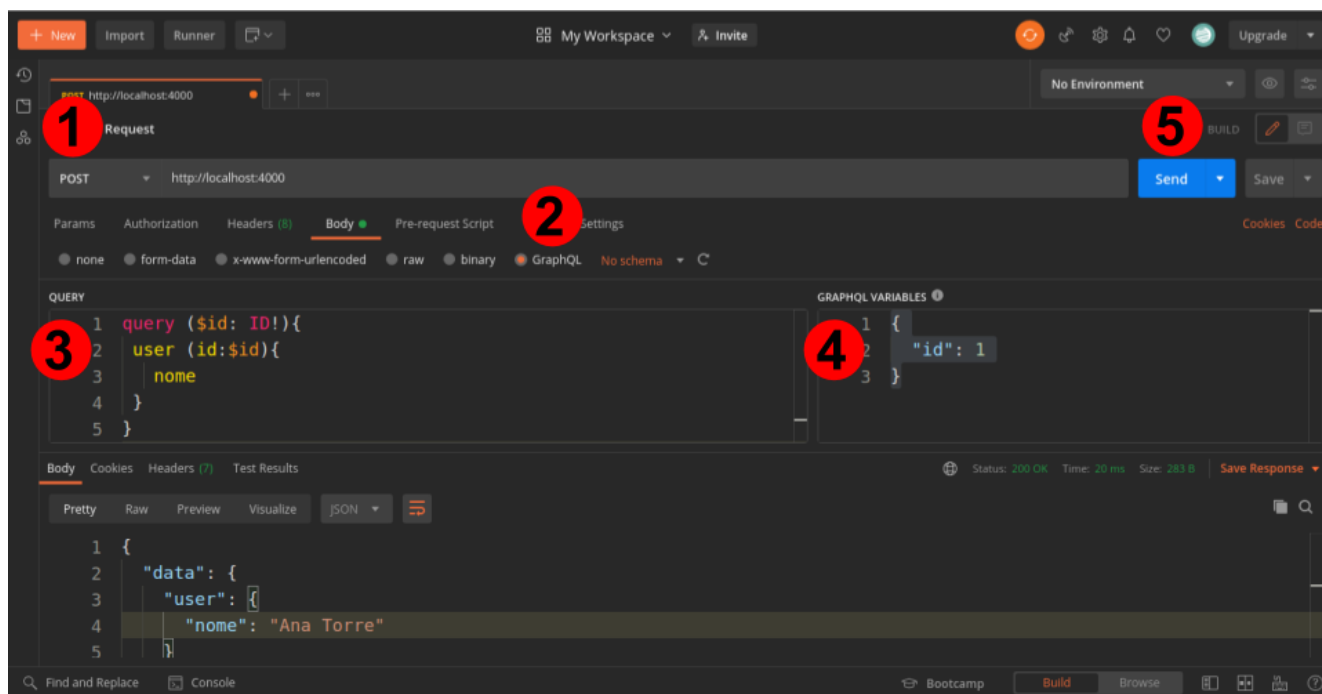 + New Import Runner My Workspace Invite Upgrade
POST http://localhost:4000 + ooo No Environment
1 Request 5 BUILD
POST http://localhost:4000 Send Save
Params Authorization Headers (8) Body Pre-request Script 2 Settings Cookies Code
none form-data x-www-form-urlencoded raw binary GraphQL No schema
QUERY GRAPHQL VARIABLES
1 query ($id: ID!){ 1 {
3 2 user (id:$id){ 4 2 "id": 1
3 nome 3 }
4 }
5 }
Body Cookies Headers (7) Test Results Status: 200 OK Time: 20 ms Size: 283 B Save Response
Pretty Raw Preview Visualize JSON
1 {
2 "data": {
3 "user": {
4 "nome": "Ana Torre"
5 }
Find and Replace Console Bootcamp Build Browse